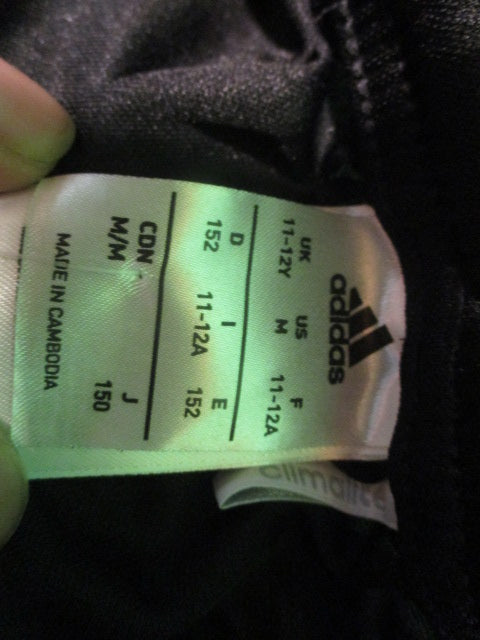 adidas
UK US F
11-12Y M 11-12A
D I E
152 11-12A 152
CDN J
M/M 150
MADE IN CAMBODIA
climalite